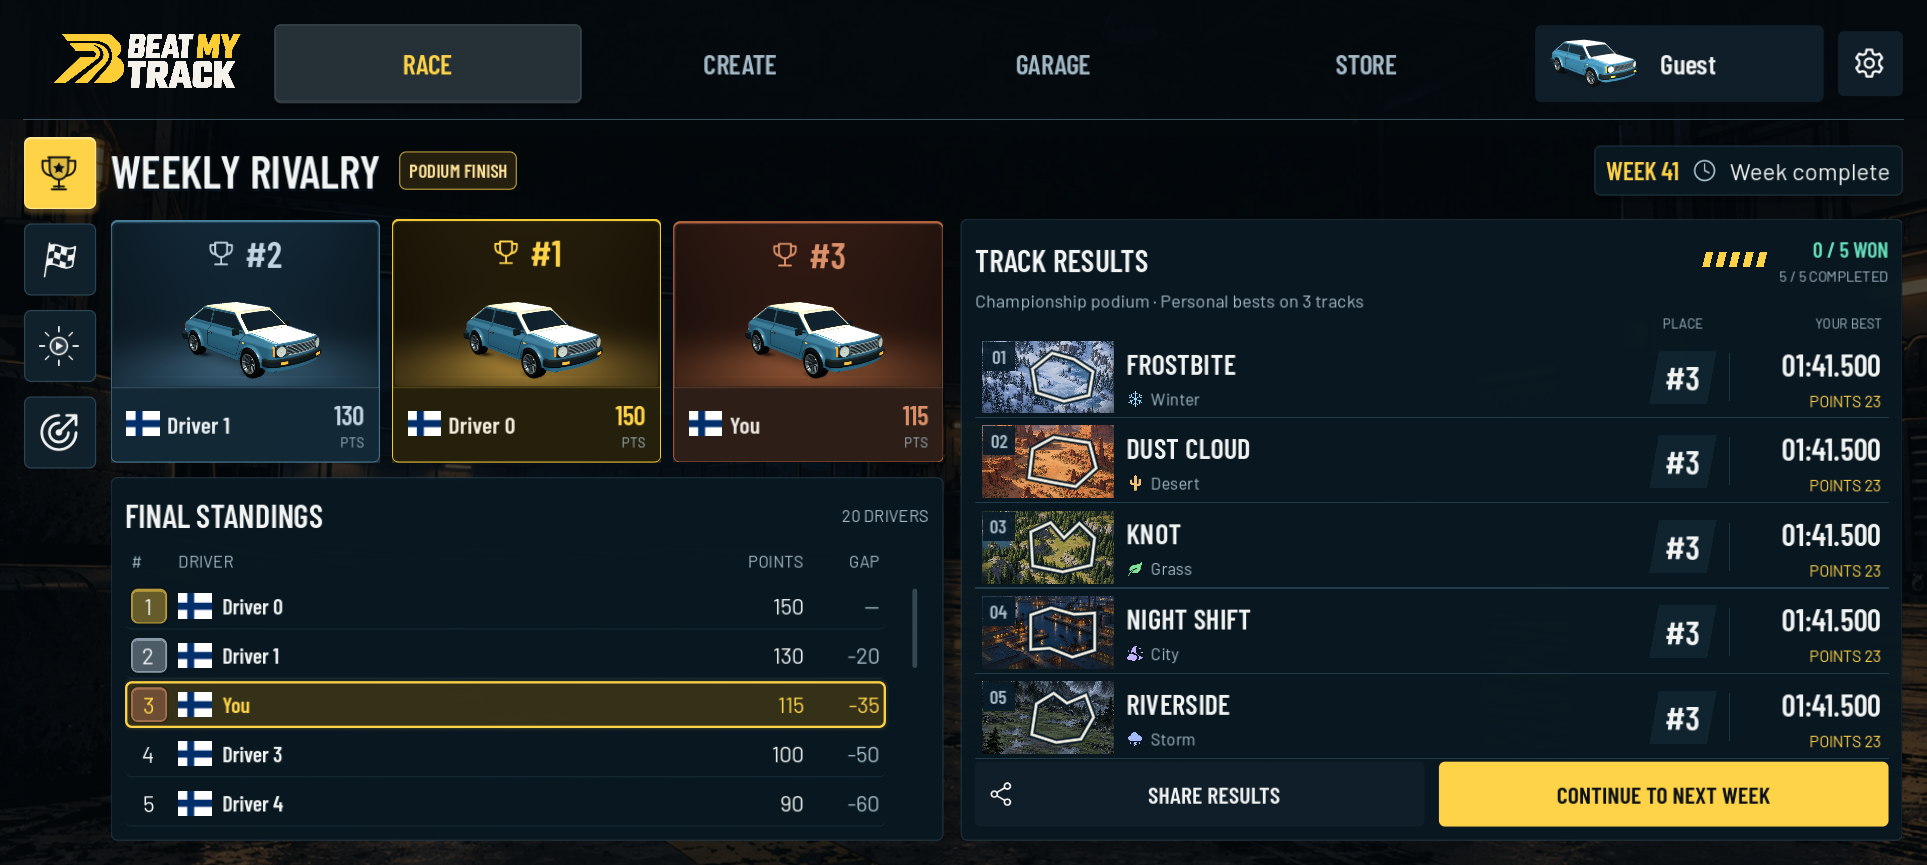 BEAT MY
TRACK
RACE
CREATE
GARAGE
STORE
Guest
WEEKLY RIVALRY
PODIUM FINISH
WEEK 41 Week complete
#2
Driver 1
130
PTS
#1
Driver 0
150
PTS
#3
You
115
PTS
FINAL STANDINGS
20 DRIVERS
# DRIVER POINTS GAP
1 Driver 0 150 —
2 Driver 1 130 -20
3 You 115 -35
4 Driver 3 100 -50
5 Driver 4 90 -60
TRACK RESULTS
0 / 5 WON
5 / 5 COMPLETED
Championship podium · Personal bests on 3 tracks
PLACE YOUR BEST
01 FROSTBITE #3 01:41.500
Winter POINTS 23
02 DUST CLOUD #3 01:41.500
Desert POINTS 23
03 KNOT #3 01:41.500
Grass POINTS 23
04 NIGHT SHIFT #3 01:41.500
City POINTS 23
05 RIVERSIDE #3 01:41.500
Storm POINTS 23
SHARE RESULTS
CONTINUE TO NEXT WEEK